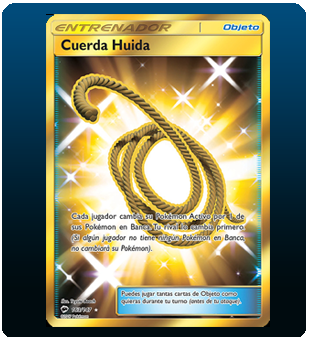 ENTRENADOR
Objeto
Cuerda Huida
Cada jugador cambia su Pokémon Activo por 1 de
sus Pokémon en Banca. Tu rival lo cambia primero.
(Si algún jugador no tiene ningún Pokémon en Banca,
no cambiará su Pokémon).
Puedes jugar tantas cartas de Objeto como
quieras durante tu turno (antes de tu ataque).
163/147